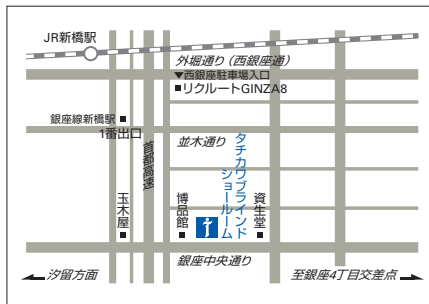 JR新橋駅
外堀通り(西銀座通)
▼西銀座駐車場入口
■リクルートGINZA8
銀座線新橋駅■
1番出口
並木通り
首都高速
タチカワブラインド
ショールーム
玉木屋
博品館
資生堂
銀座中央通り
汐留方面
至銀座4丁目交差点